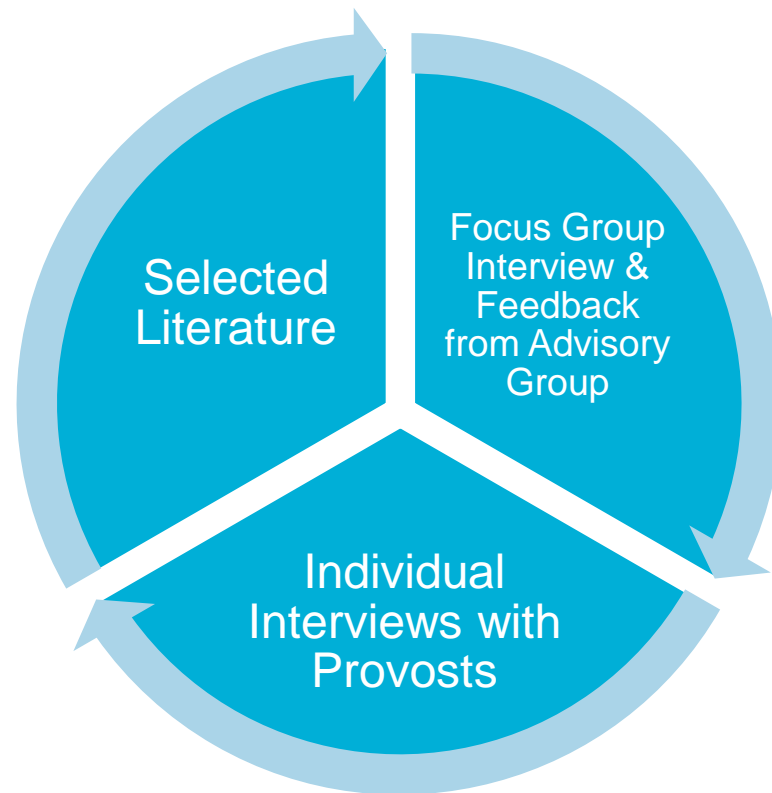 Selected
Literature
Focus Group
Interview &
Feedback
from Advisory
Group
Individual
Interviews with
Provosts